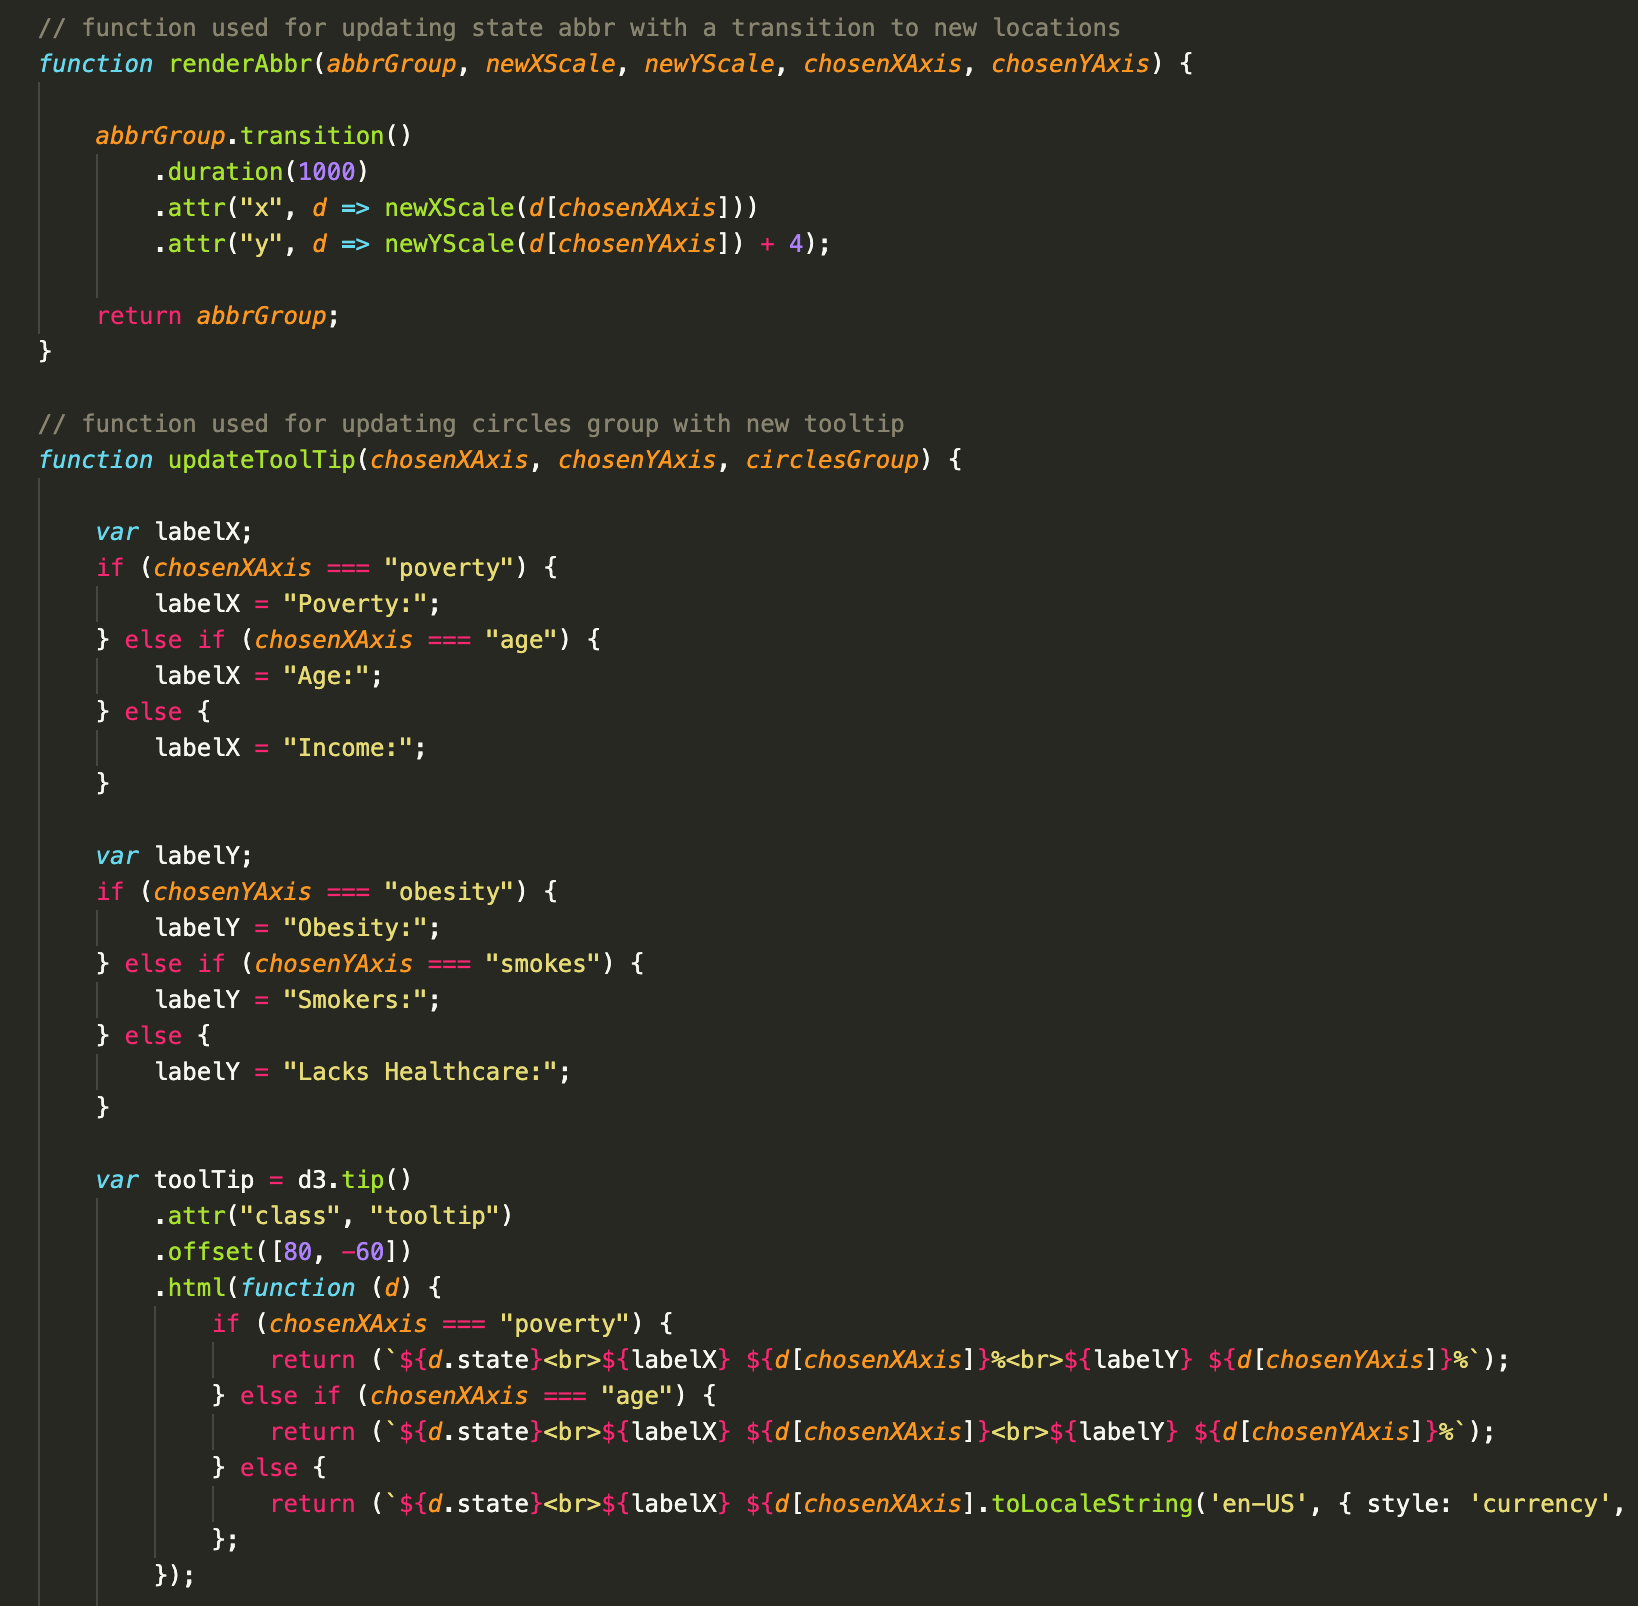 // function used for updating state abbr with a transition to new locations
function renderAbbr(abbrGroup, newXScale, newYScale, chosenXAxis, chosenYAxis) {
abbrGroup.transition()
.duration(1000)
.attr("x", d => newXScale(d[chosenXAxis]))
.attr("y", d => newYScale(d[chosenYAxis]) + 4);
return abbrGroup;
}
// function used for updating circles group with new tooltip
function updateToolTip(chosenXAxis, chosenYAxis, circlesGroup) {
var labelX;
if (chosenXAxis === "poverty") {
labelX = "Poverty:";
} else if (chosenXAxis === "age") {
labelX = "Age:";
} else {
labelX = "Income:";
}
var labelY;
if (chosenYAxis === "obesity") {
labelY = "Obesity:";
} else if (chosenYAxis === "smokes") {
labelY = "Smokers:";
} else {
labelY = "Lacks Healthcare:";
}
var toolTip = d3.tip()
.attr("class", "tooltip")
.offset([80, -60])
.html(function (d) {
if (chosenXAxis === "poverty") {
return (`${d.state}<br>${labelX} ${d[chosenXAxis]}%<br>${labelY} ${d[chosenYAxis]}%`);
} else if (chosenXAxis === "age") {
return (`${d.state}<br>${labelX} ${d[chosenXAxis]}<br>${labelY} ${d[chosenYAxis]}%`);
} else {
return (`${d.state}<br>${labelX} ${d[chosenXAxis].toLocaleString('en-US', { style: 'currency',
};
});